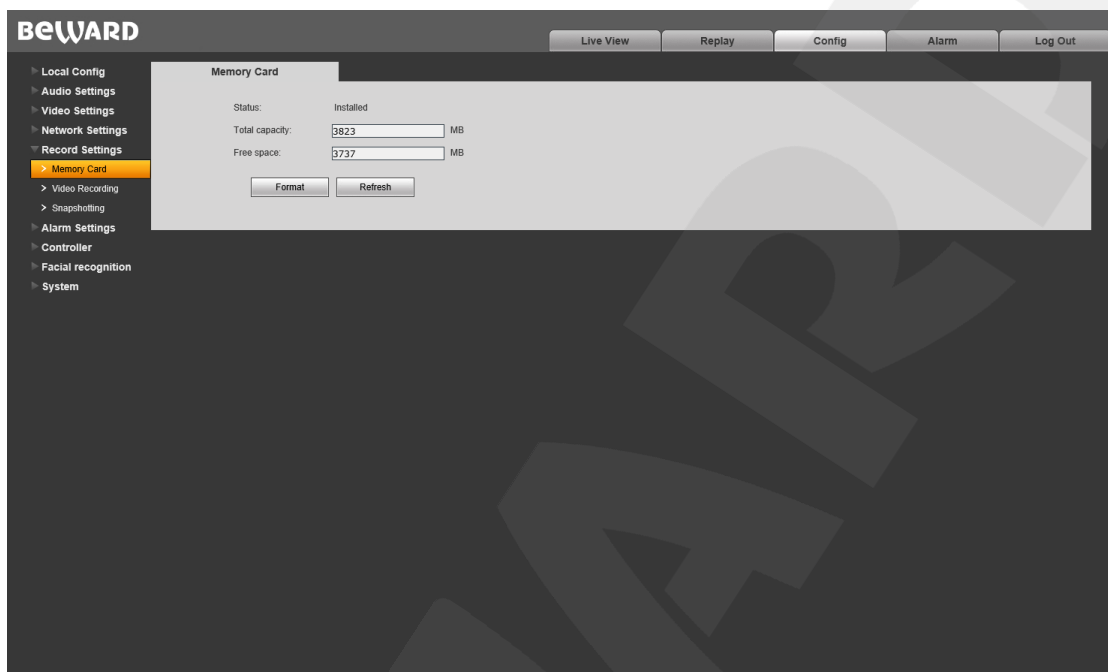 BEWARD
Live View Replay Config Alarm Log Out
Local Config
Audio Settings
Video Settings
Network Settings
Record Settings
> Memory Card
> Video Recording
> Snapshotting
Alarm Settings
Controller
Facial recognition
System
Memory Card
Status: Installed
Total capacity: 3823 MB
Free space: 3737 MB
Format Refresh